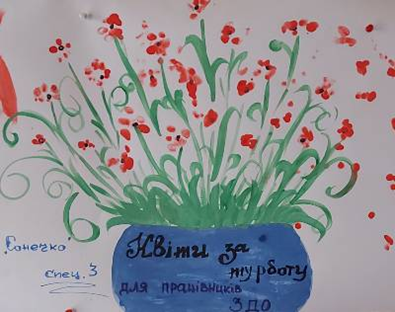 Сонечко
спец. 3
Квіти за
турботу
для працівників
ЗДО